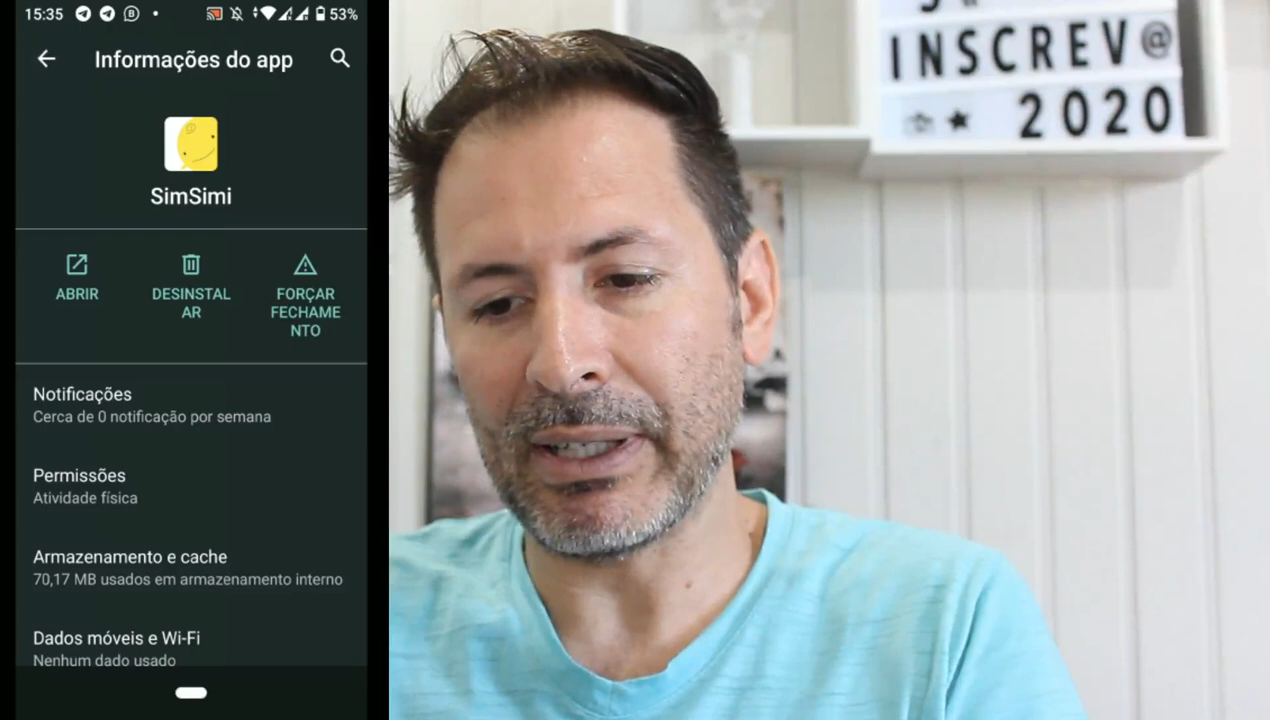 15:35
53%
Informações do app
SimSimi
ABRIR
DESINSTAL
AR
FORÇAR
FECHAME
NTO
Notificações
Cerca de 0 notificação por semana
Permissões
Atividade física
Armazenamento e cache
70,17 MB usados em armazenamento interno
Dados móveis e Wi-Fi
Nenhum dado usado
INSCREV@
2020